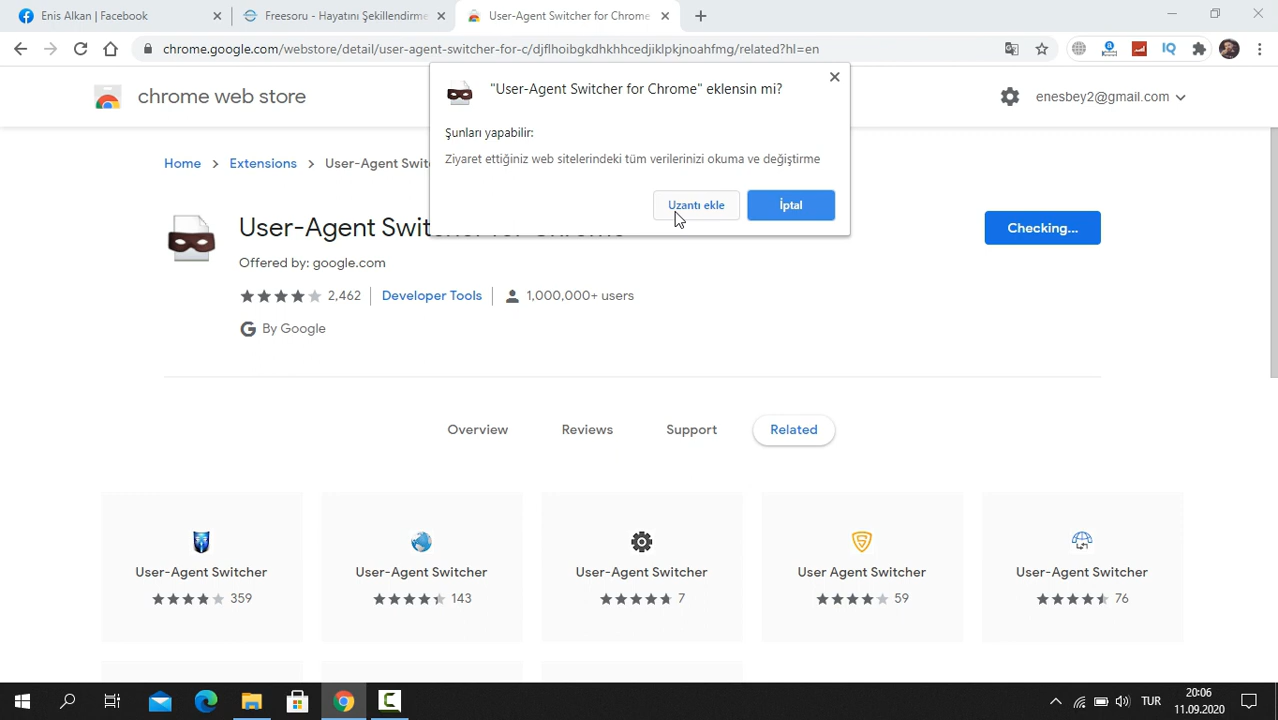 Enis Alkan | Facebook
Freesoru - Hayatını Şekillendirme
User-Agent Switcher for Chrome
chrome.google.com/webstore/detail/user-agent-switcher-for-c/djflhoibgkdhkhhcedjiklpkjnoahfmg/related?hl=en
IQ
chrome web store
enesbey2@gmail.com
"User-Agent Switcher for Chrome" eklensin mi?
Şunları yapabilir:
Ziyaret ettiğiniz web sitelerindeki tüm verilerinizi okuma ve değiştirme
Uzantı ekle
İptal
Home
Extensions
User-Agent Swit
User-Agent Switcher for Chrome
Checking...
Offered by: google.com
2,462
Developer Tools
1,000,000+ users
By Google
Overview
Reviews
Support
Related
User-Agent Switcher
User-Agent Switcher
User-Agent Switcher
User Agent Switcher
User-Agent Switcher
359
143
7
59
76
TUR
20:06
11.09.2020